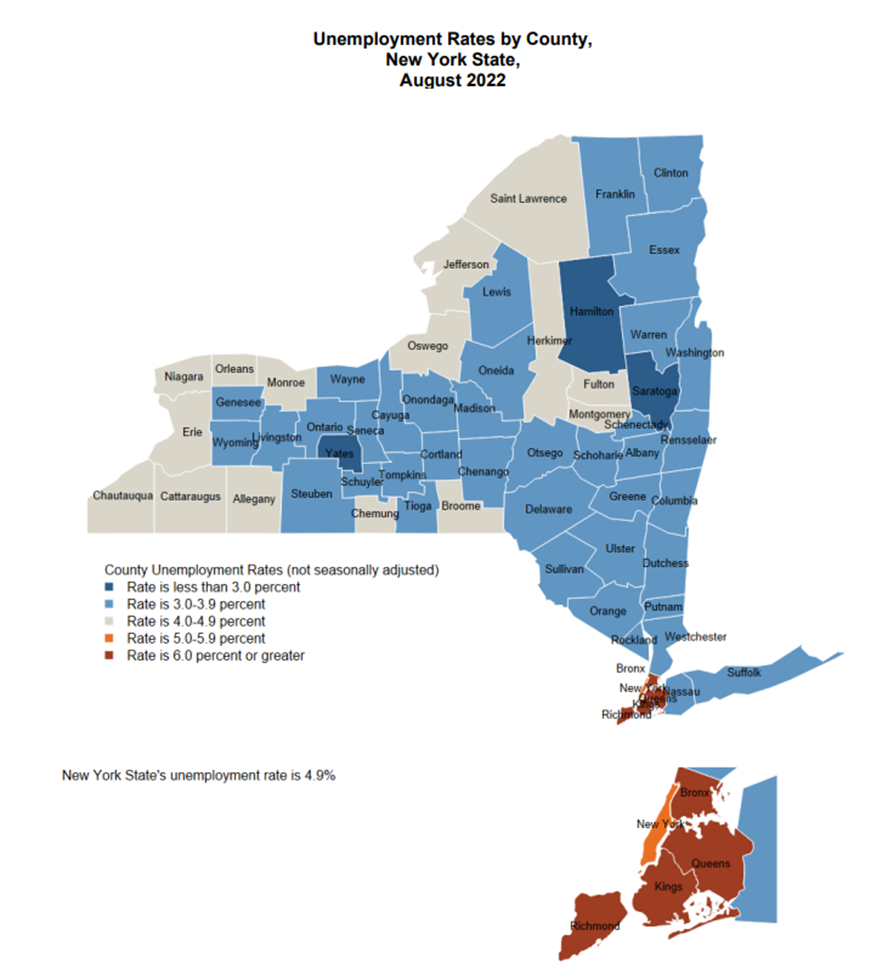 Unemployment Rates by County,
New York State,
August 2022
Clinton
Franklin
Saint Lawrence
Essex
Jefferson
Lewis
Hamilton
Warren
Herkimer
Oswego
Washington
Oneida
Orleans
Niagara
Monroe
Wayne
Fulton
Saratoga
Genesee
Onondaga
Madison
Montgomery
Cayuga
Schenectady
Erie
Ontario
Seneca
Livingston
Wyoming
Rensselaer
Yates
Cortland
Otsego
Schoharie
Albany
Tompkins
Chenango
Schuyler
Steuben
Chautauqua
Cattaraugus
Allegany
Greene
Columbia
Tioga
Broome
Delaware
Chemung
Ulster
Dutchess
Sullivan
Orange
Putnam
Rockland
Westchester
Bronx
Suffolk
New York
Nassau
Queens
Kings
Richmond
County Unemployment Rates (not seasonally adjusted)
Rate is less than 3.0 percent
Rate is 3.0-3.9 percent
Rate is 4.0-4.9 percent
Rate is 5.0-5.9 percent
Rate is 6.0 percent or greater
New York State's unemployment rate is 4.9%
Bronx
New York
Queens
Kings
Richmond